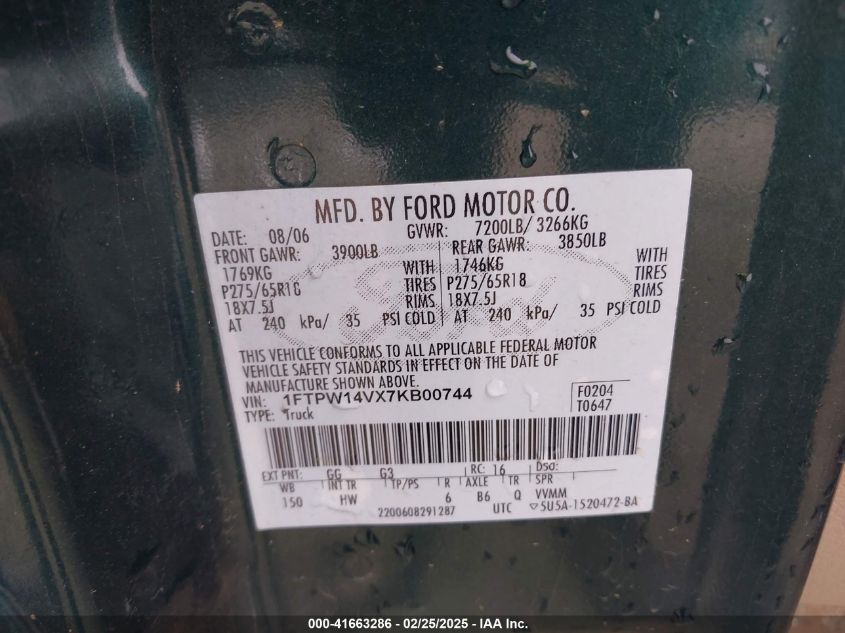 MFD. BY FORD MOTOR CO.
DATE: 08/06 GVWR: 7200LB/ 3266KG
FRONT GAWR: 3900LB REAR GAWR: 3850LB
1769KG WITH 1746KG WITH
P275/65R18 TIRES P275/65R18 TIRES
18X7.5J RIMS 18X7.5J RIMS
AT 240 kPa/ 35 PSI COLD AT 240 kPa/ 35 PSI COLD
THIS VEHICLE CONFORMS TO ALL APPLICABLE FEDERAL MOTOR
VEHICLE SAFETY STANDARDS IN EFFECT ON THE DATE OF
MANUFACTURE SHOWN ABOVE.
VIN: 1FTPW14VX7KB00744 F0204
TYPE: Truck T0647
EXT PNT: GG G3 RC: 16 DSO:
WB INT TR TP/PS R AXLE TR SPR
150 HW 6 B6 Q VVMM
2200608291287 UTC ▽5U5A-1520472-BA
000-41663286 - 02/25/2025 - IAA Inc.